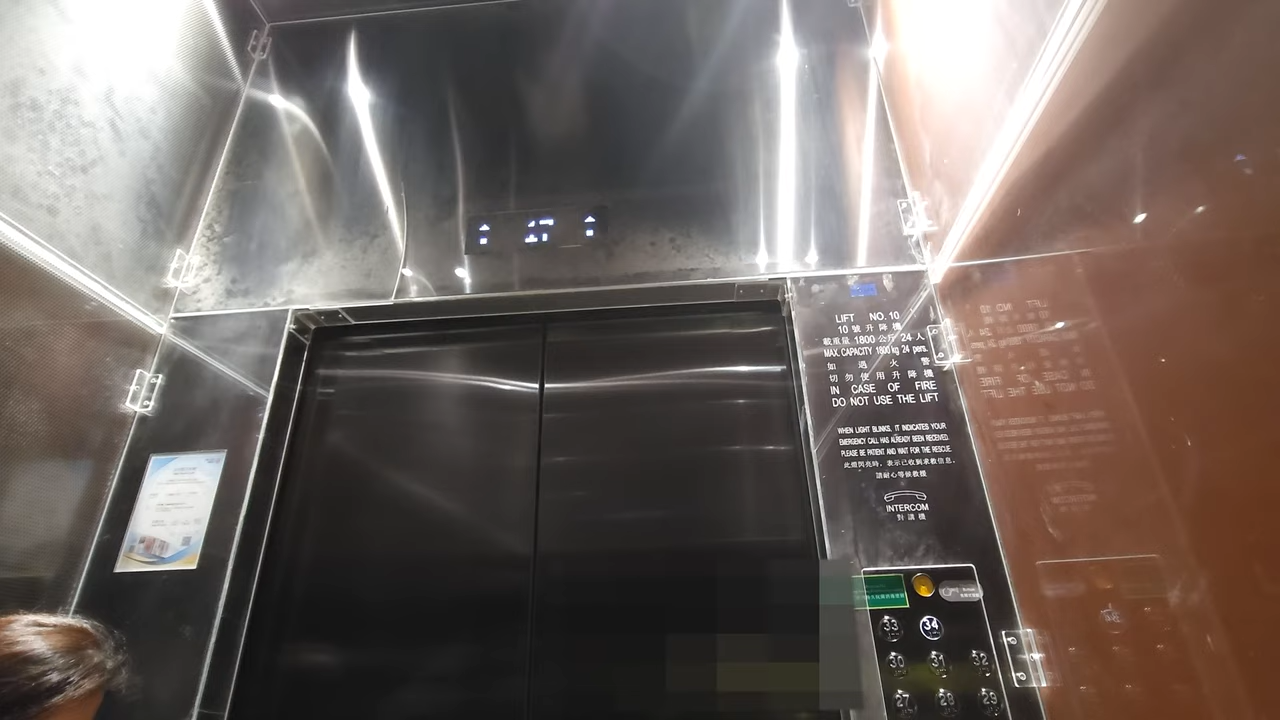 LIFT NO. 10
10 號 升 降 機
載重量 1800 公斤 24 人
MAX. CAPACITY 1800 kg 24 pers.
如 遇 火 警
切 勿 使 用 升 降 機
IN CASE OF FIRE
DO NOT USE THE LIFT
WHEN LIGHT BLINKS, IT INDICATES YOUR
EMERGENCY CALL HAS ALREADY BEEN RECEIVED.
PLEASE BE PATIENT AND WAIT FOR THE RESCUE.
此燈閃亮時, 表示已收到求救信息,
請耐心等候救援
INTERCOM
對 講 機
33 34
30 31 32
27 28 29